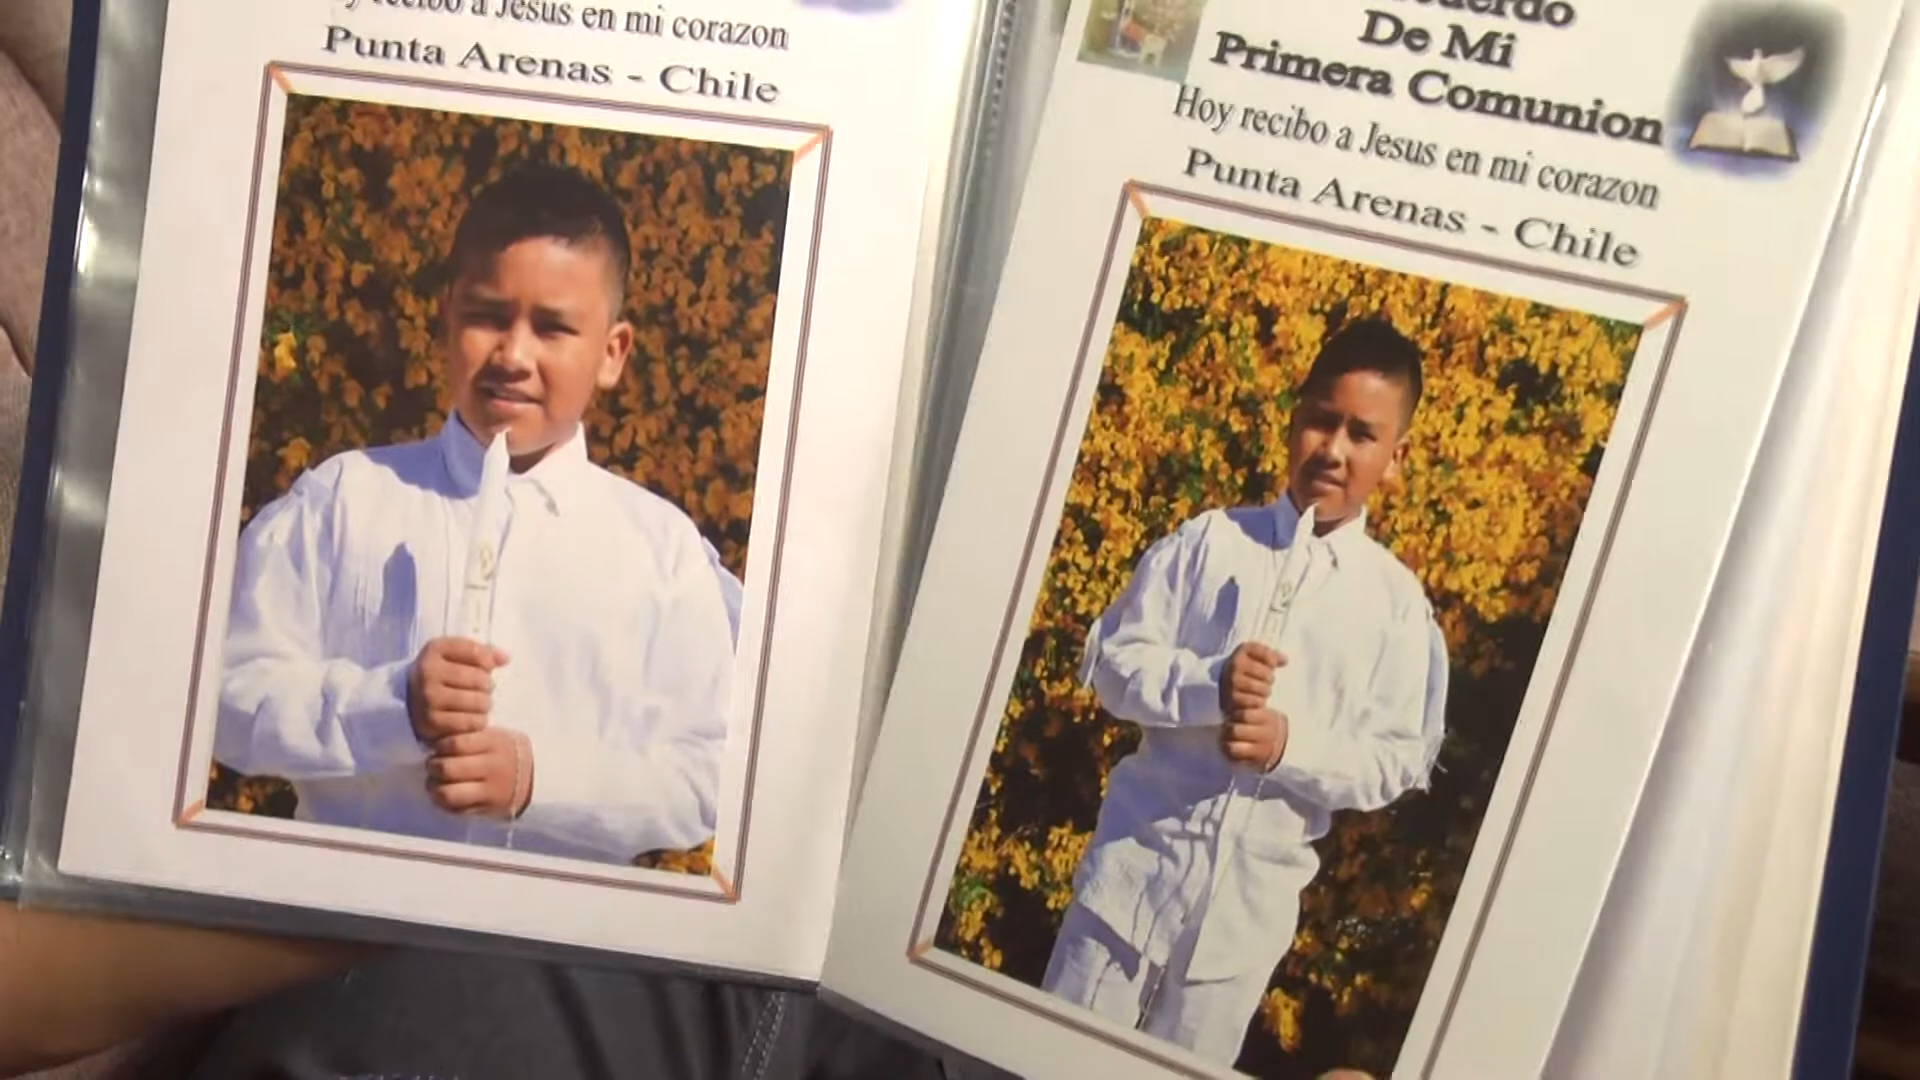 recibo a Jesus en mi corazon
Punta Arenas - Chile
De Mi
Primera Comunion
Hoy recibo a Jesus en mi corazon
Punta Arenas - Chile